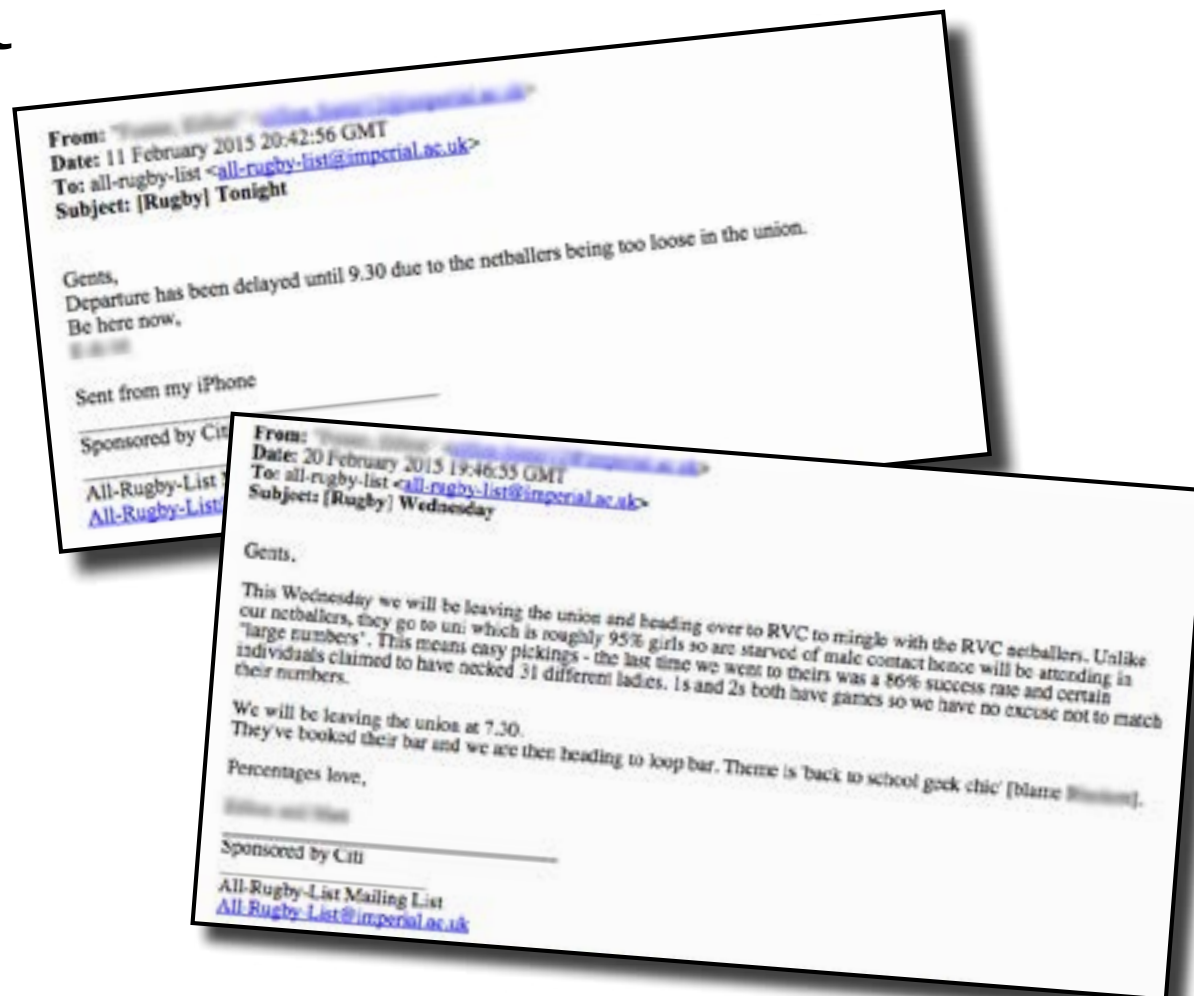 From:
Date: 11 February 2015 20:42:56 GMT
To: all-rugby-list <all-rugby-list@imperial.ac.uk>
Subject: [Rugby] Tonight
Gents,
Departure has been delayed until 9.30 due to the netballers being too loose in the union.
Be here now,
Sent from my iPhone
Sponsored by Cit
All-Rugby-List
All-Rugby-List@
From:
Date: 20 February 2015 19:46:55 GMT
To: all-rugby-list <all-rugby-list@imperial.ac.uk>
Subject: [Rugby] Wednesday
Gents,
This Wednesday we will be leaving the union and heading over to RVC to mingle with the RVC netballers. Unlike
our netballers, they go to uni which is roughly 95% girls so are starved of male contact hence will be attending in
"large numbers". This means easy pickings - the last time we went to theirs was a 86% success rate and certain
individuals claimed to have necked 31 different ladies. 1s and 2s both have games so we have no excuse not to match
their numbers.
We will be leaving the union at 7.30.
They've booked their bar and we are then heading to loop bar. Theme is 'back to school geek chic' [blame ].
Percentages love,
Sponsored by Citi
All-Rugby-List Mailing List
All-Rugby-List@imperial.ac.uk